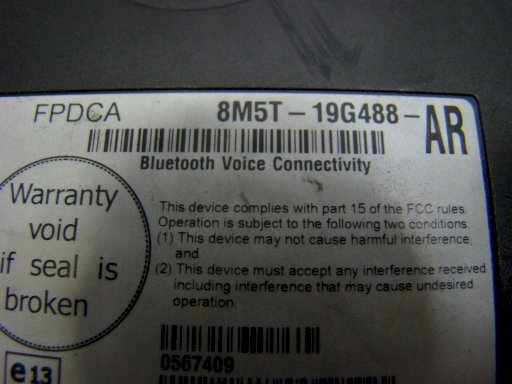 FPDCA 8M5T-19G488-AR
Bluetooth Voice Connectivity
Warranty
void
if seal is
broken
This device complies with part 15 of the FCC rules.
Operation is subject to the following two conditions.
(1) This device may not cause harmful interference,
and
(2) This device must accept any interference received
including interference that may cause undesired
operation.
0567409
e13